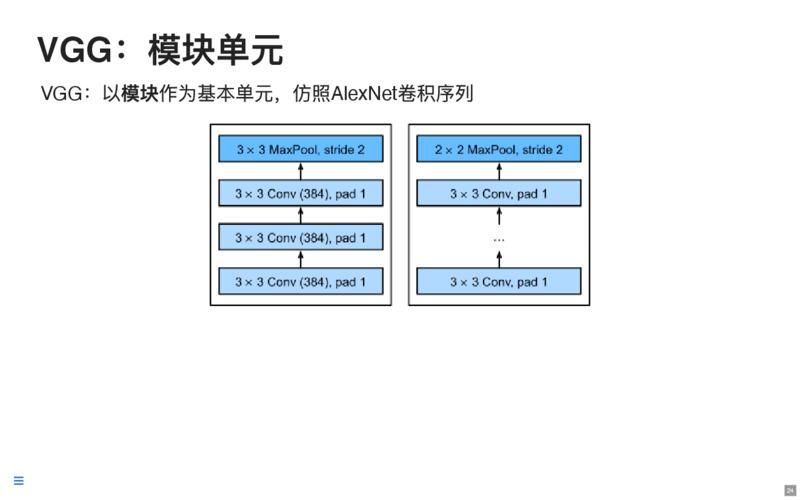 VGG：模块单元
VGG：以模块作为基本单元，仿照AlexNet卷积序列
3 × 3 MaxPool, stride 2
3 × 3 Conv (384), pad 1
3 × 3 Conv (384), pad 1
3 × 3 Conv (384), pad 1
2 × 2 MaxPool, stride 2
3 × 3 Conv, pad 1
...
3 × 3 Conv, pad 1
24